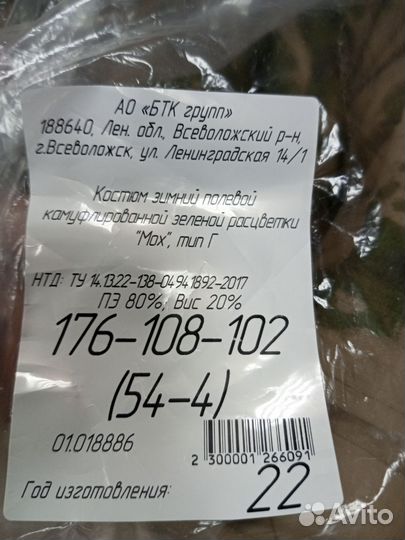 АО «БТК групп»
188640, Лен. обл., Всеволожский р-н,
г.Всеволожск, ул. Ленинградская 14/1
Костюм зимний полевой
камуфлированной зеленой расцветки
"Мох", тип Г
НТД: ТУ 14.13.22-138-04941892-2017
ПЭ 80%, Вис 20%
176-108-102
(54-4)
01.018886
2 300001 266091
Год изготовления: 22
Avito